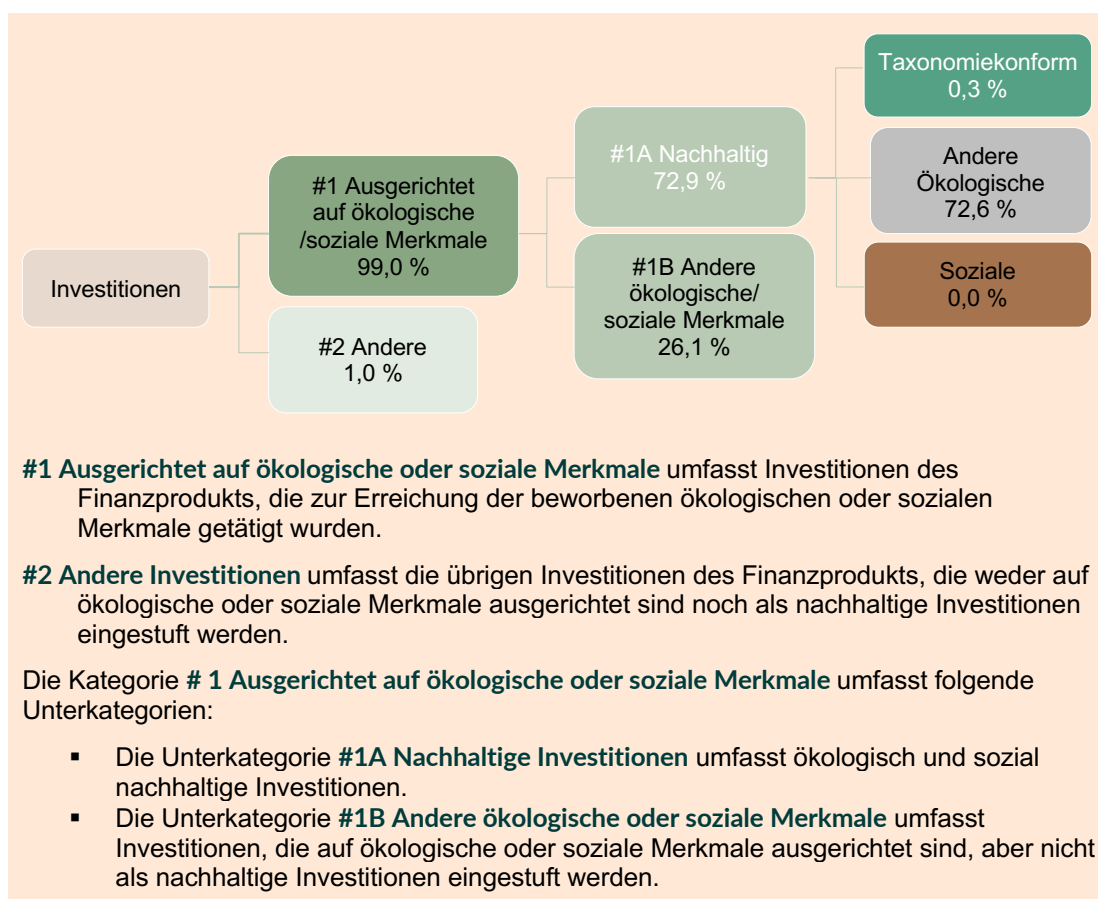 Investitionen
#1 Ausgerichtet
auf ökologische
/soziale Merkmale
99,0 %
#2 Andere
1,0 %
#1A Nachhaltig
72,9 %
#1B Andere
ökologische/
soziale Merkmale
26,1 %
Taxonomiekonform
0,3 %
Andere
Ökologische
72,6 %
Soziale
0,0 %
#1 Ausgerichtet auf ökologische oder soziale Merkmale umfasst Investitionen des
Finanzprodukts, die zur Erreichung der beworbenen ökologischen oder sozialen
Merkmale getätigt wurden.
#2 Andere Investitionen umfasst die übrigen Investitionen des Finanzprodukts, die weder auf
ökologische oder soziale Merkmale ausgerichtet sind noch als nachhaltige Investitionen
eingestuft werden.
Die Kategorie # 1 Ausgerichtet auf ökologische oder soziale Merkmale umfasst folgende
Unterkategorien:
▪ Die Unterkategorie #1A Nachhaltige Investitionen umfasst ökologisch und sozial
nachhaltige Investitionen.
▪ Die Unterkategorie #1B Andere ökologische oder soziale Merkmale umfasst
Investitionen, die auf ökologische oder soziale Merkmale ausgerichtet sind, aber nicht
als nachhaltige Investitionen eingestuft werden.